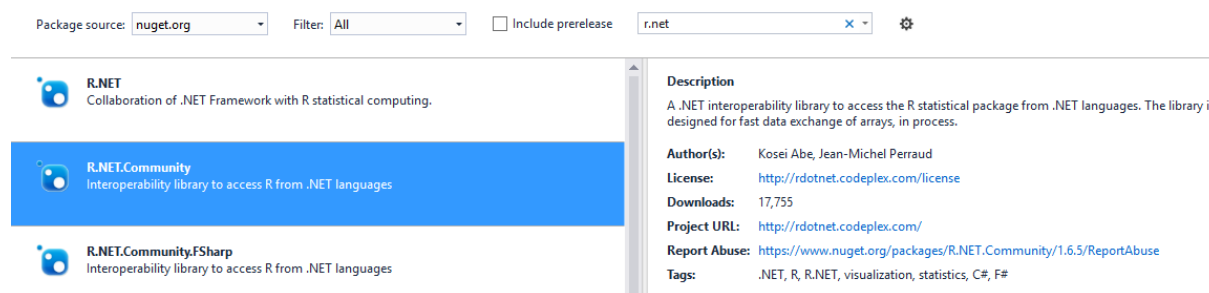 Package source: nuget.org Filter: All Include prerelease r.net
R.NET
Collaboration of .NET Framework with R statistical computing.
R.NET.Community
Interoperability library to access R from .NET languages
R.NET.Community.FSharp
Interoperability library to access R from .NET languages
Description
A .NET interoperability library to access the R statistical package from .NET languages. The library i
designed for fast data exchange of arrays, in process.
Author(s): Kosei Abe, Jean-Michel Perraud
License: http://rdotnet.codeplex.com/license
Downloads: 17,755
Project URL: http://rdotnet.codeplex.com/
Report Abuse: https://www.nuget.org/packages/R.NET.Community/1.6.5/ReportAbuse
Tags: .NET, R, R.NET, visualization, statistics, C#, F#